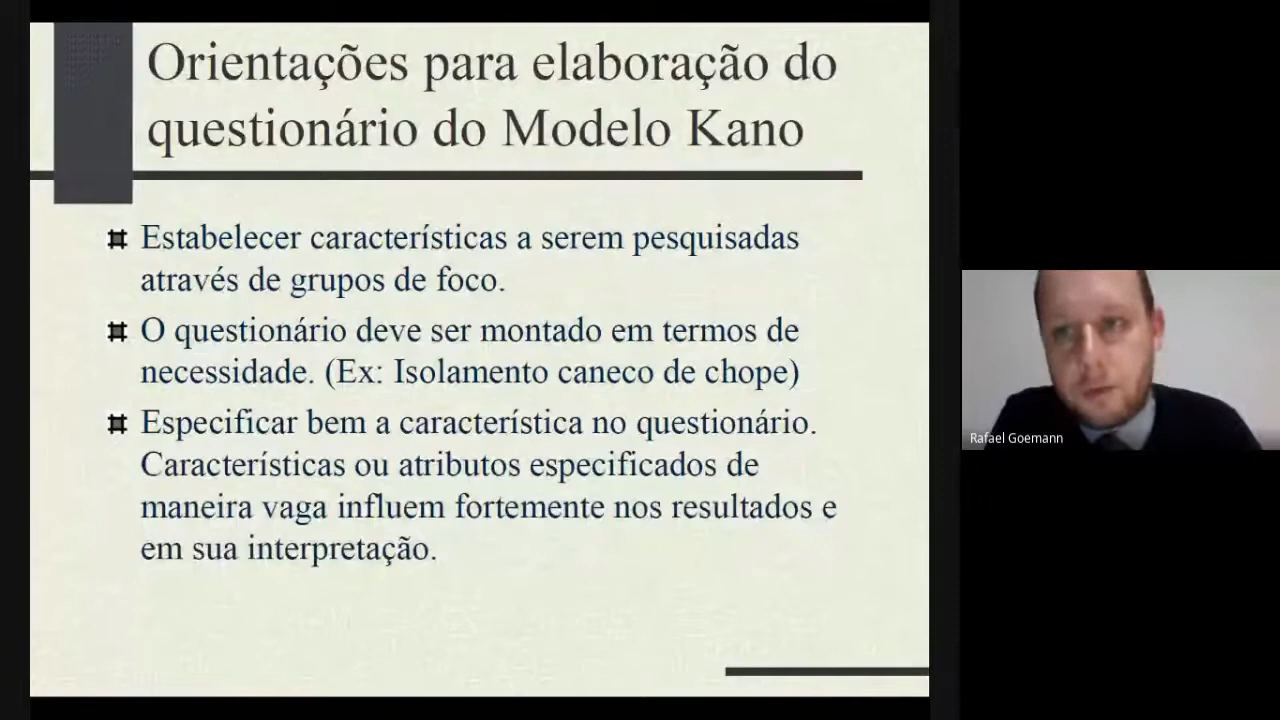 Orientações para elaboração do
questionário do Modelo Kano
Estabelecer características a serem pesquisadas
através de grupos de foco.
O questionário deve ser montado em termos de
necessidade. (Ex: Isolamento caneco de chope)
Especificar bem a característica no questionário.
Características ou atributos especificados de
maneira vaga influem fortemente nos resultados e
em sua interpretação.
Rafael Goemann